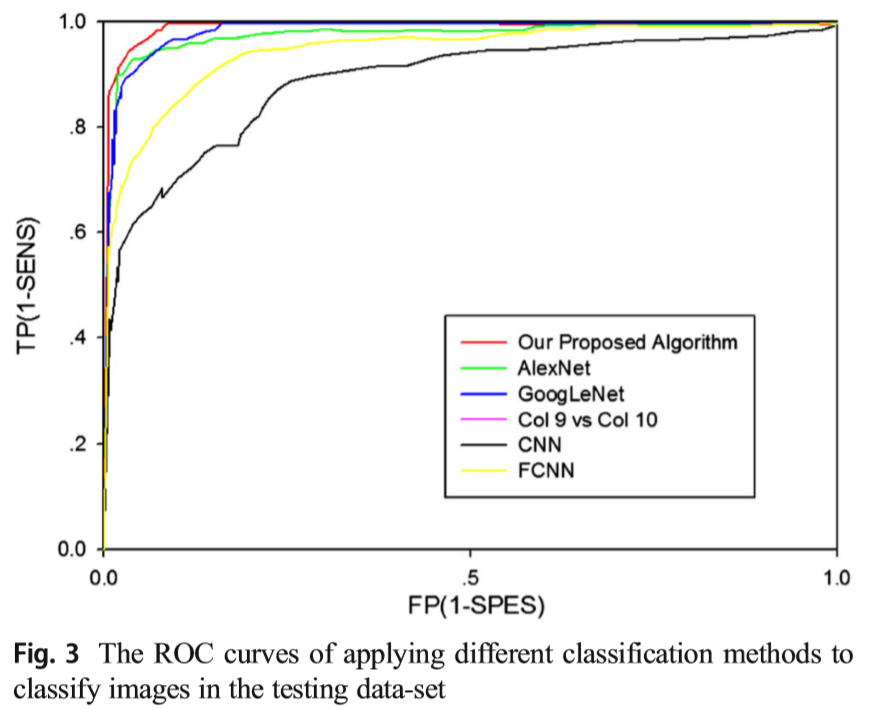 1.0
.8
.6
.4
.2
0.0
TP(1-SENS)
Our Proposed Algorithm
AlexNet
GoogLeNet
Col 9 vs Col 10
CNN
FCNN
0.0 .5 1.0
FP(1-SPES)
Fig. 3 The ROC curves of applying different classification methods to
classify images in the testing data-set